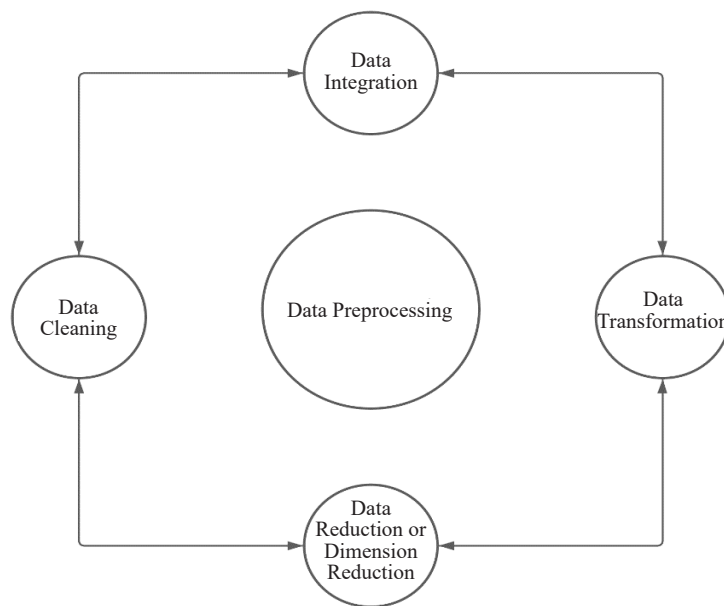 Data
Integration
Data
Cleaning
Data Preprocessing
Data
Transformation
Data
Reduction or
Dimension
Reduction